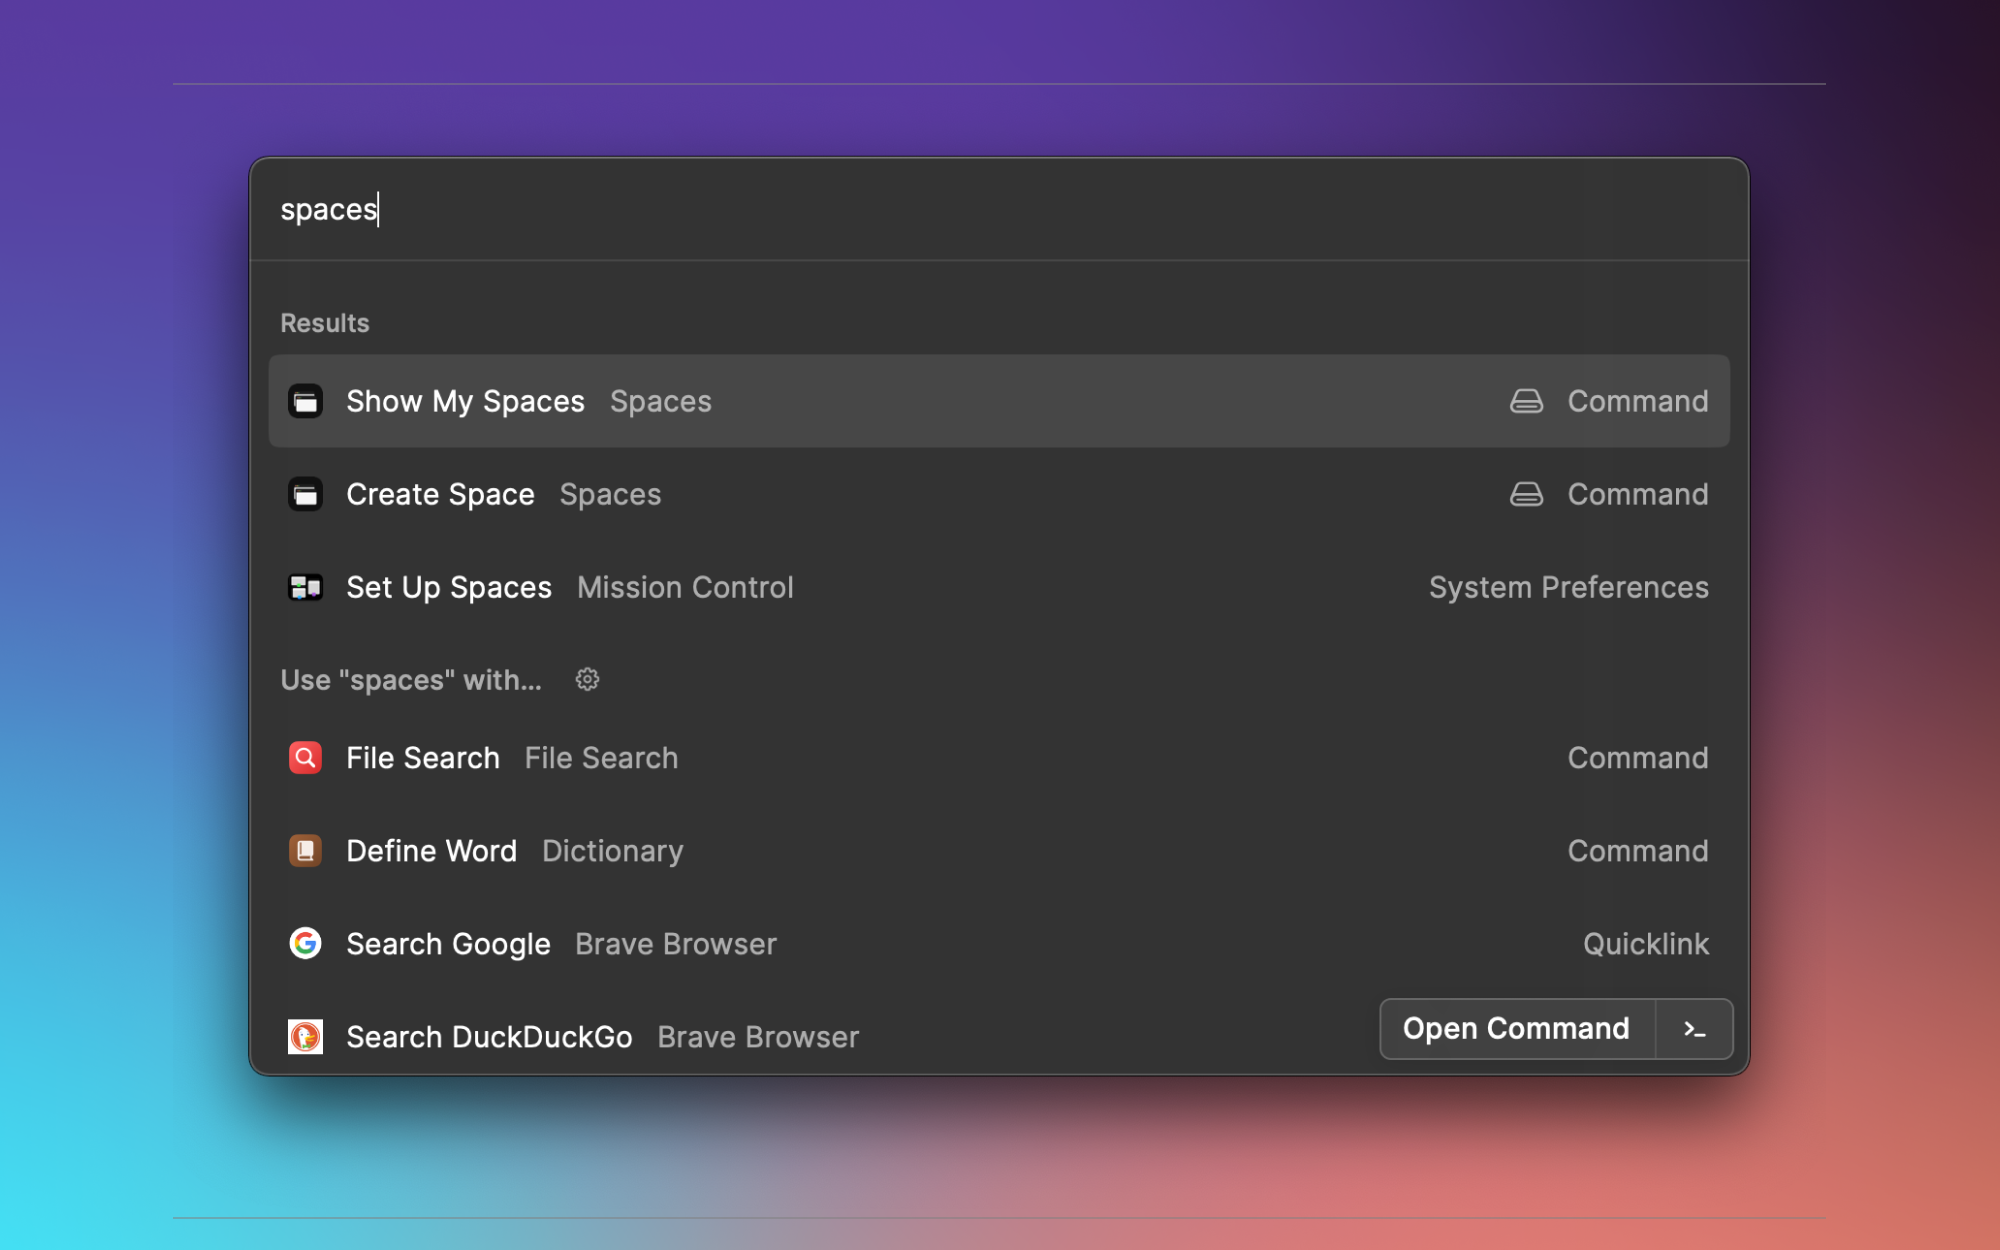 spaces
Results
Show My Spaces Spaces Command
Create Space Spaces Command
Set Up Spaces Mission Control System Preferences
Use "spaces" with...
File Search File Search Command
Define Word Dictionary Command
Search Google Brave Browser Quicklink
Search DuckDuckGo Brave Browser
Open Command